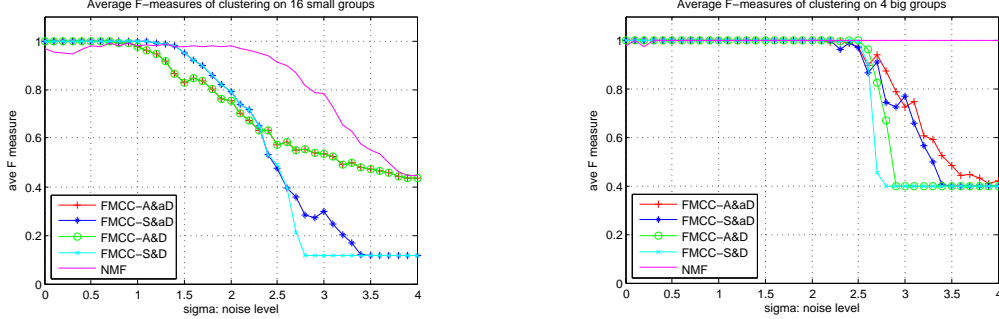 Average F-measures of clustering on 16 small groups
ave F measure
1
0.8
0.6
0.4
0.2
0
FMCC-A&aD
FMCC-S&aD
FMCC-A&D
FMCC-S&D
NMF
0 0.5 1 1.5 2 2.5 3 3.5 4
sigma: noise level
Average F-measures of clustering on 4 big groups
ave F measure
1
0.8
0.6
0.4
0.2
0
FMCC-A&aD
FMCC-S&aD
FMCC-A&D
FMCC-S&D
NMF
0 0.5 1 1.5 2 2.5 3 3.5 4
sigma: noise level